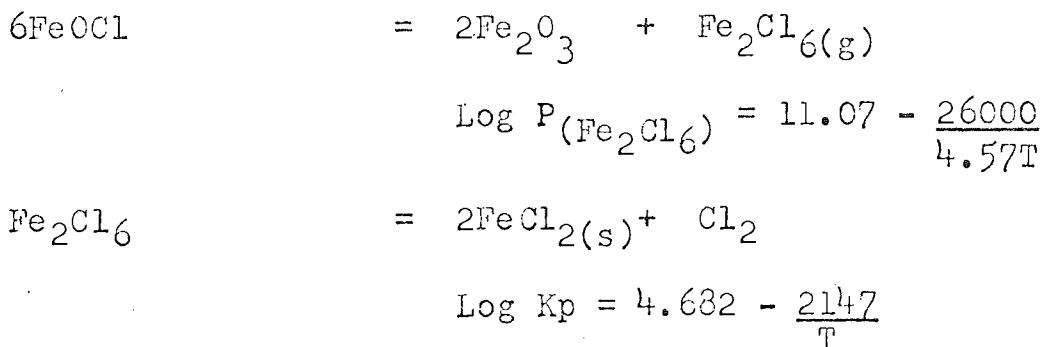 6FeOCl = 2Fe2O3 + Fe2Cl6(g)
Log P(Fe2Cl6) = 11.07 - 26000/4.57T
Fe2Cl6 = 2FeCl2(s)+ Cl2
Log Kp = 4.682 - 2147/T